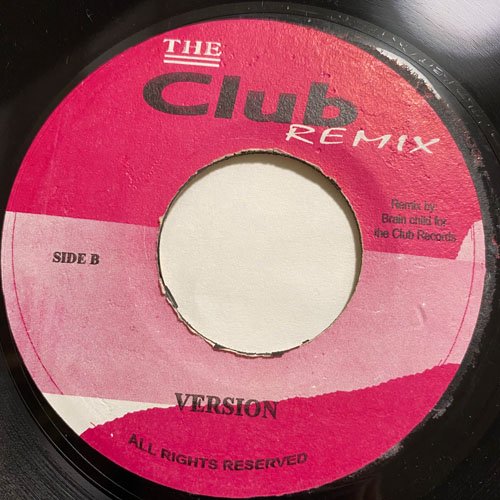 THE
Club
REMIX
Remix by
Brain child for
the Club Records
SIDE B
VERSION
ALL RIGHTS RESERVED